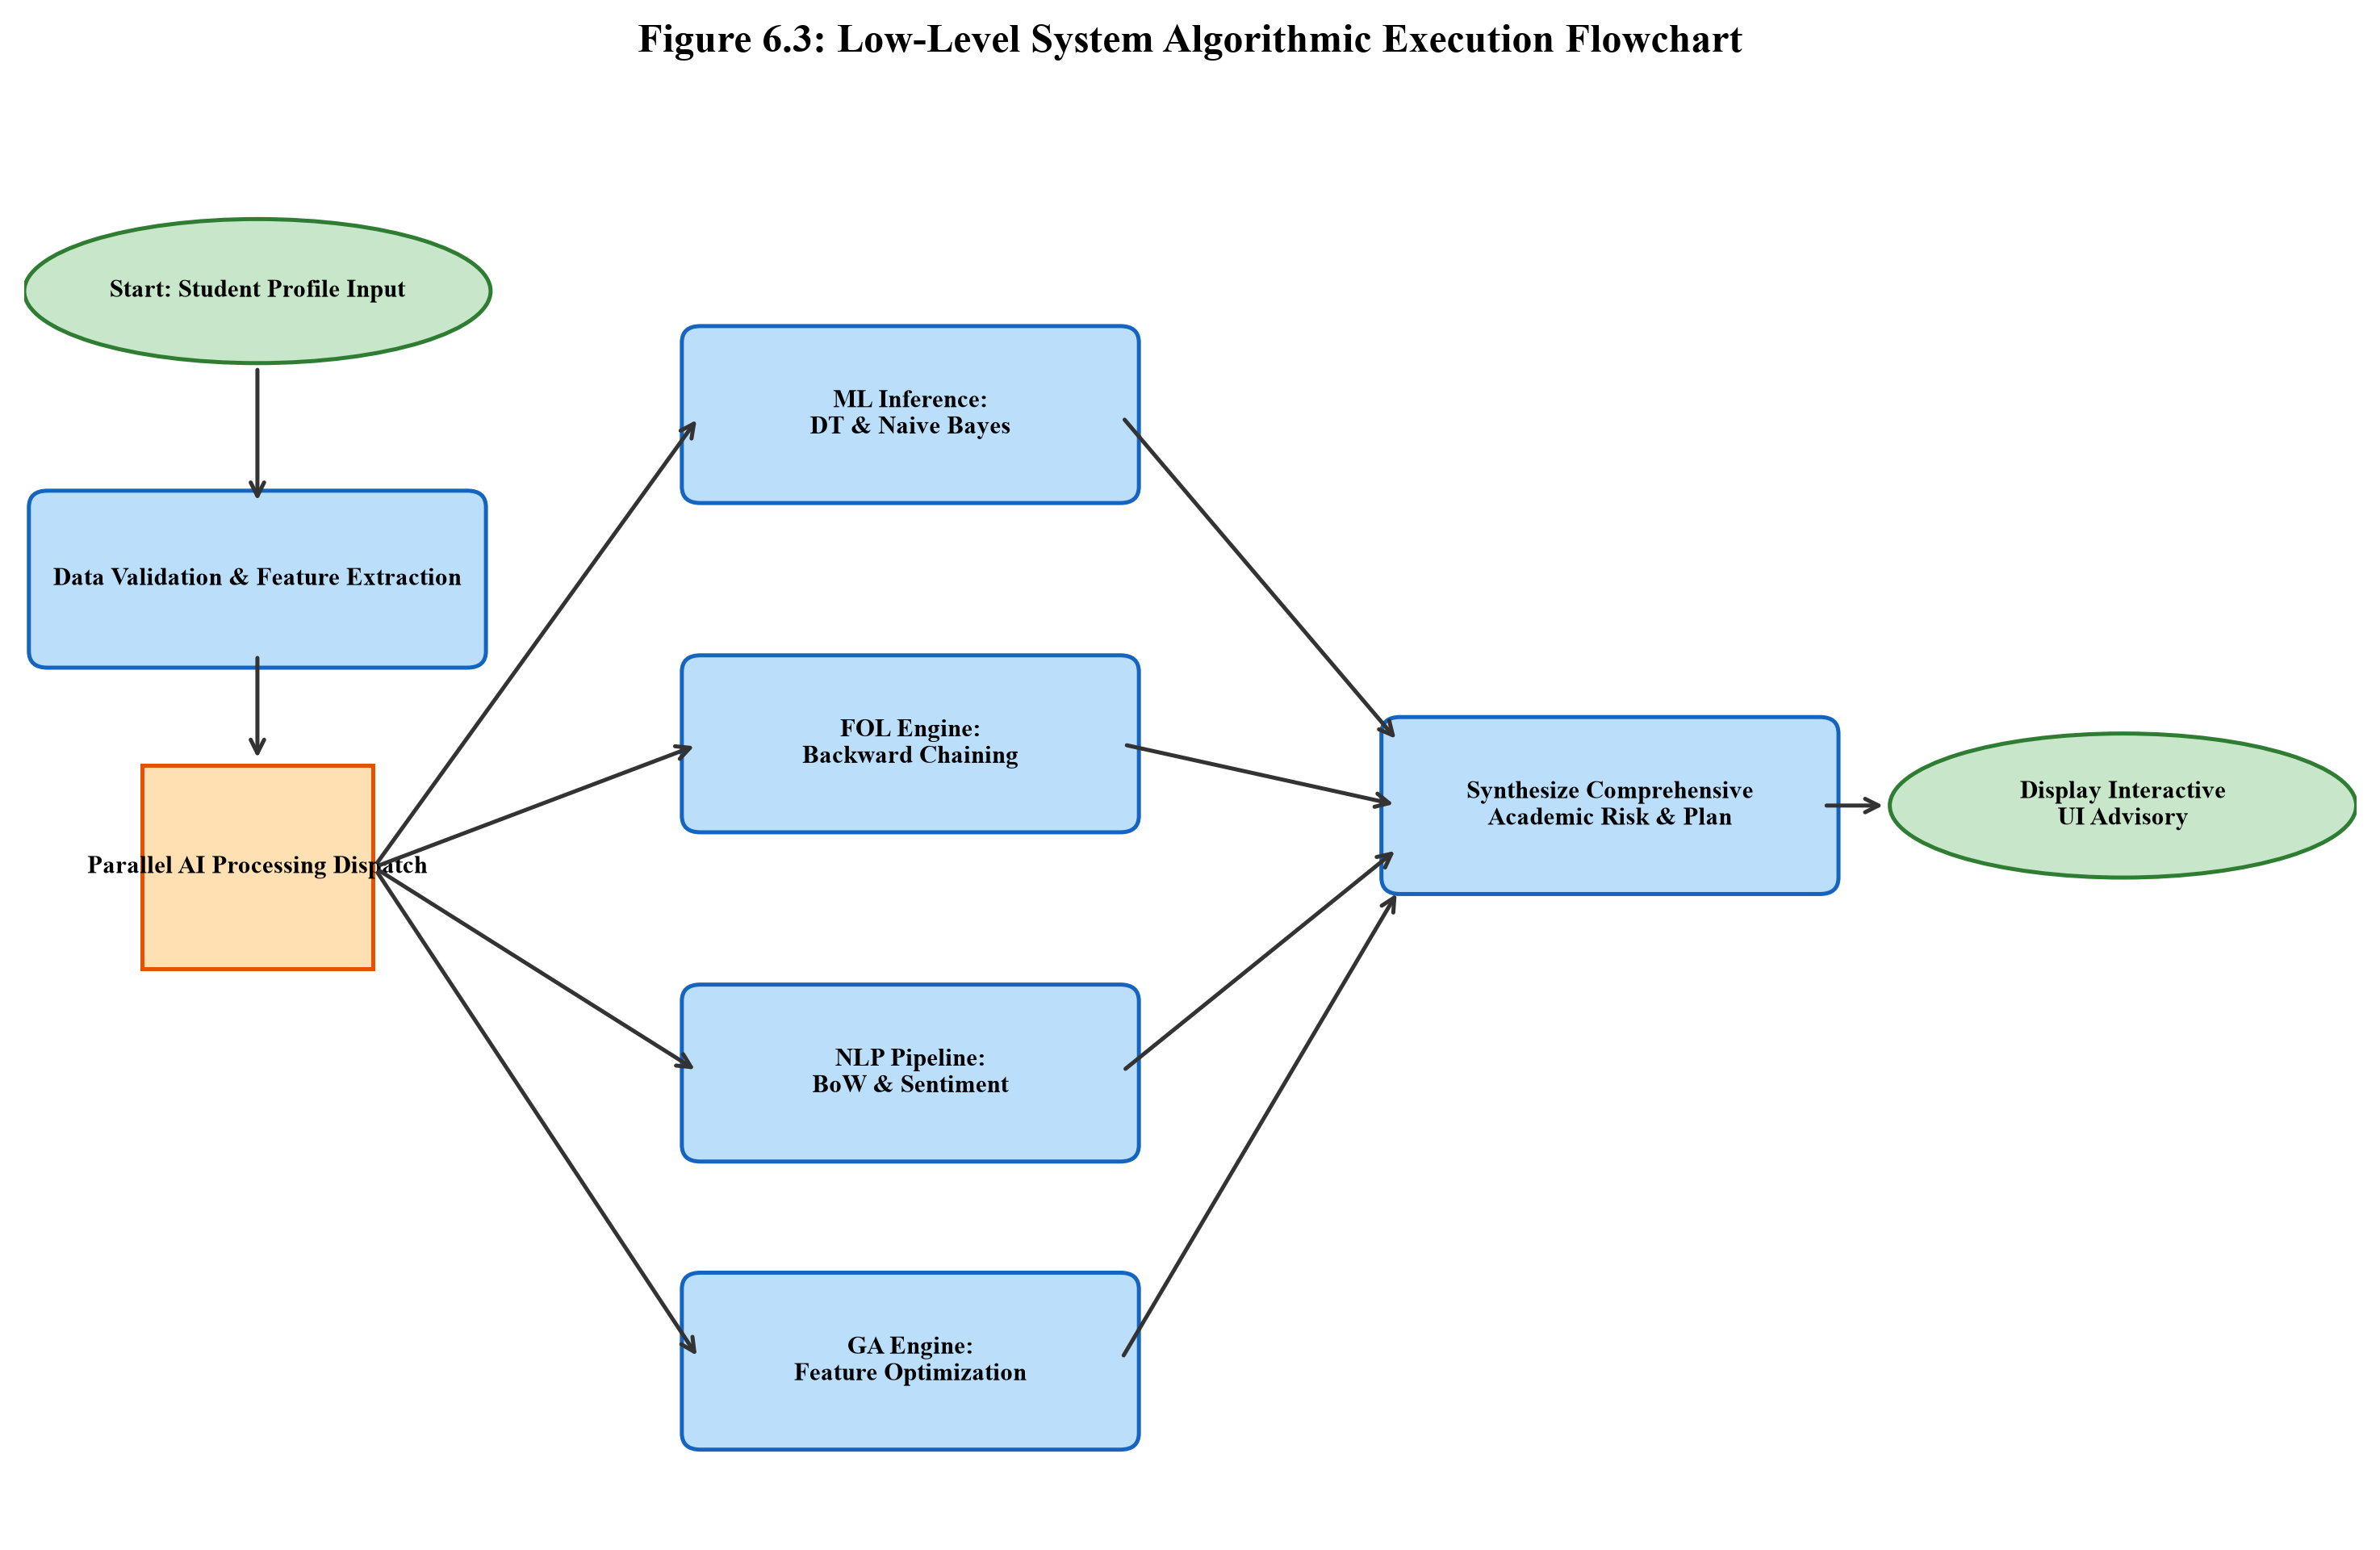 Figure 6.3: Low-Level System Algorithmic Execution Flowchart
Start: Student Profile Input
Data Validation & Feature Extraction
Parallel AI Processing Dispatch
ML Inference:
DT & Naive Bayes
FOL Engine:
Backward Chaining
NLP Pipeline:
BoW & Sentiment
GA Engine:
Feature Optimization
Synthesize Comprehensive
Academic Risk & Plan
Display Interactive
UI Advisory